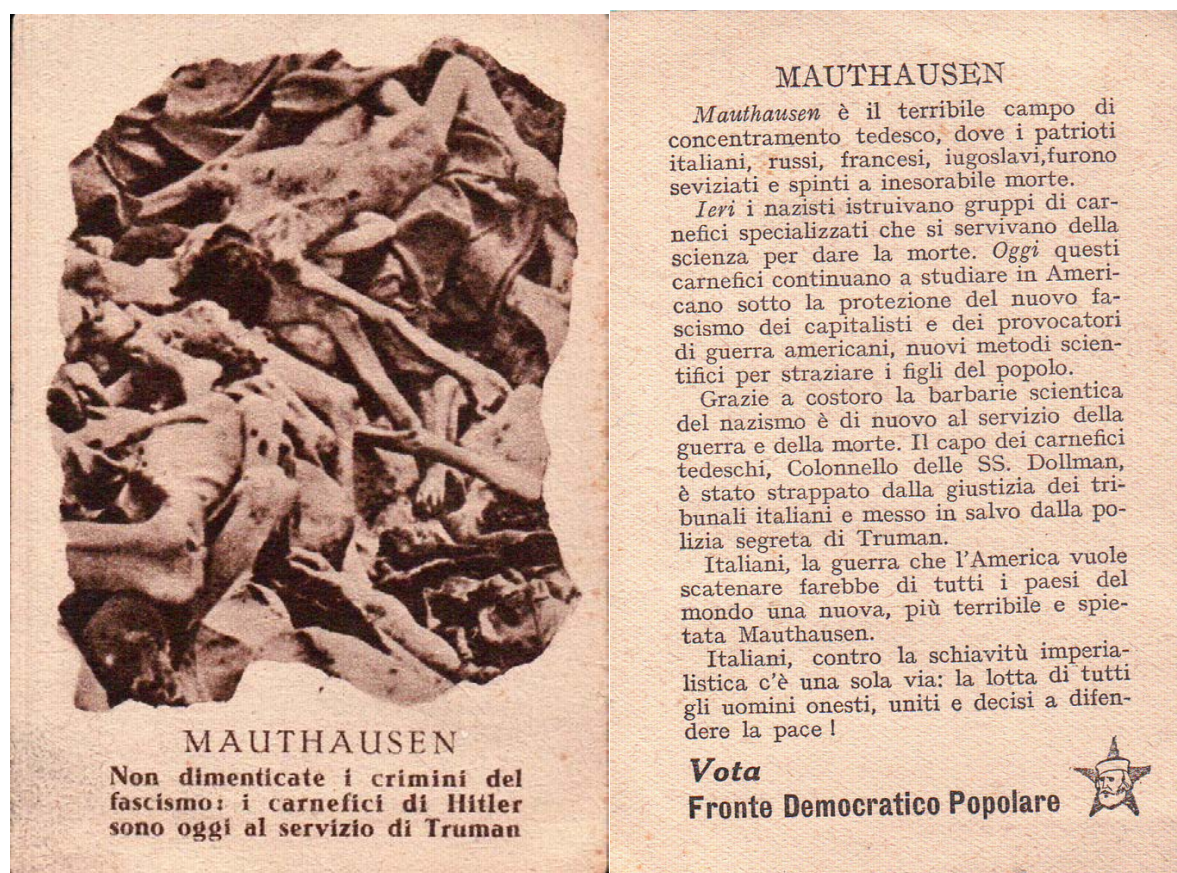 MAUTHAUSEN
Non dimenticate i crimini del
fascismo: i carnefici di Hitler
sono oggi al servizio di Truman
MAUTHAUSEN
Mauthausen è il terribile campo di
concentramento tedesco, dove i patrioti
italiani, russi, francesi, iugoslavi,furono
seviziati e spinti a inesorabile morte.
Ieri i nazisti istruivano gruppi di car-
nefici specializzati che si servivano della
scienza per dare la morte. Oggi questi
carnefici continuano a studiare in Ameri-
cano sotto la protezione del nuovo fa-
scismo dei capitalisti e dei provocatori
di guerra americani, nuovi metodi scien-
tifici per straziare i figli del popolo.
Grazie a costoro la barbarie scientica
del nazismo è di nuovo al servizio della
guerra e della morte. Il capo dei carnefici
tedeschi, Colonnello delle SS. Dollman,
è stato strappato dalla giustizia dei tri-
bunali italiani e messo in salvo dalla po-
lizia segreta di Truman.
Italiani, la guerra che l'America vuole
scatenare farebbe di tutti i paesi del
mondo una nuova, più terribile e spie-
tata Mauthausen.
Italiani, contro la schiavitù imperia-
listica c'è una sola via: la lotta di tutti
gli uomini onesti, uniti e decisi a difen-
dere la pace !
Vota
Fronte Democratico Popolare